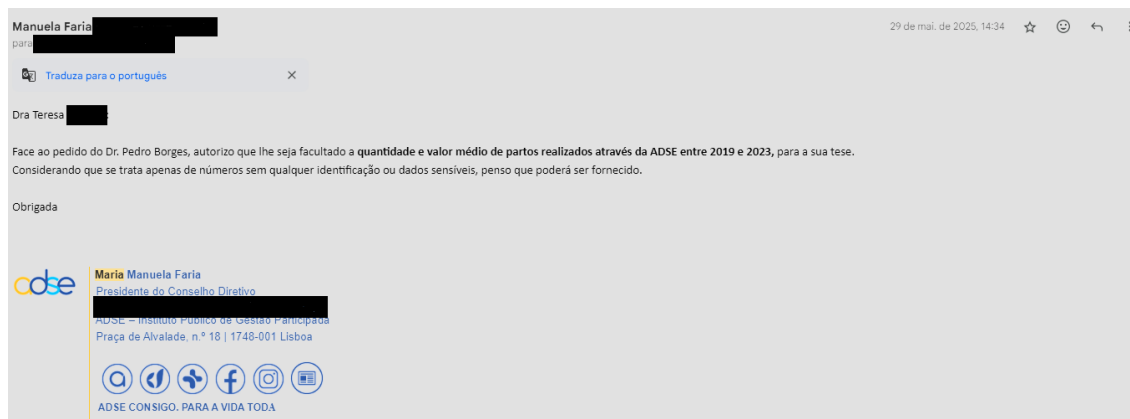 Manuela Faria
29 de mai. de 2025, 14:34
para
Traduza para o português
Dra Teresa
Face ao pedido do Dr. Pedro Borges, autorizo que lhe seja facultado a quantidade e valor médio de partos realizados através da ADSE entre 2019 e 2023, para a sua tese.
Considerando que se trata apenas de números sem qualquer identificação ou dados sensíveis, penso que poderá ser fornecido.
Obrigada
adse
Maria Manuela Faria
Presidente do Conselho Diretivo
ADSE – Instituto Público de Gestão Participada
Praça de Alvalade, n.º 18 | 1748-001 Lisboa
ADSE CONSIGO. PARA A VIDA TODA